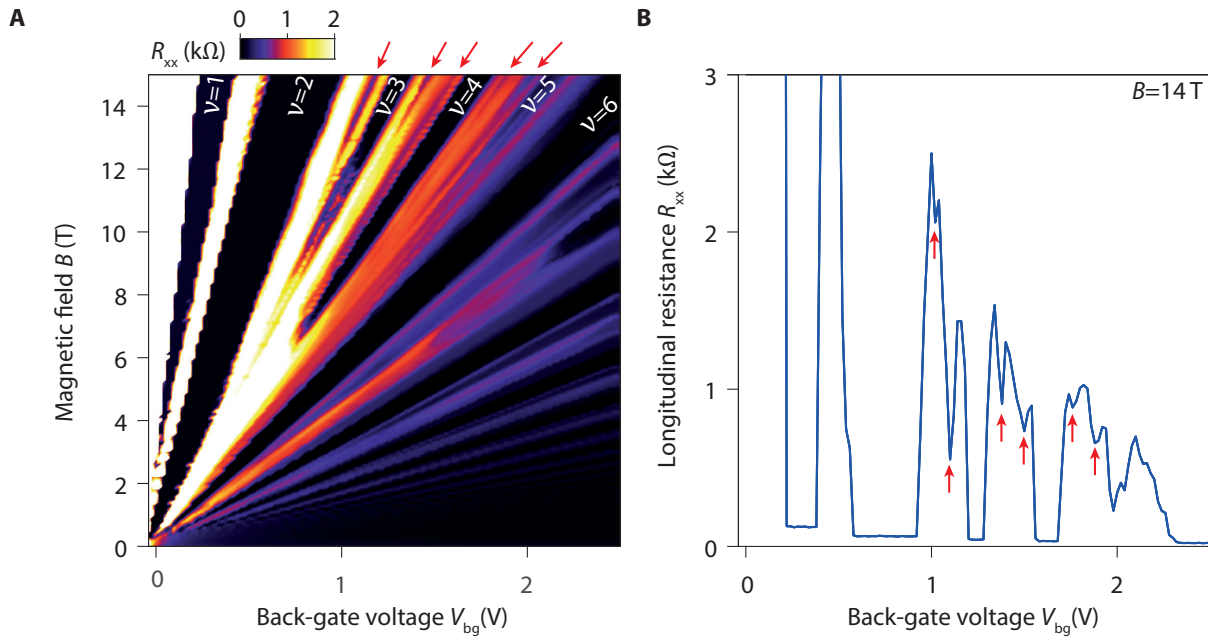 A
R_xx (kΩ)
0 1 2
ν=1
ν=2
ν=3
ν=4
ν=5
ν=6
Magnetic field B (T)
14
12
10
8
6
4
2
0
0 1 2
Back-gate voltage V_bg(V)
B
B=14 T
Longitudinal resistance R_xx (kΩ)
3
2
1
0
0 1 2
Back-gate voltage V_bg(V)